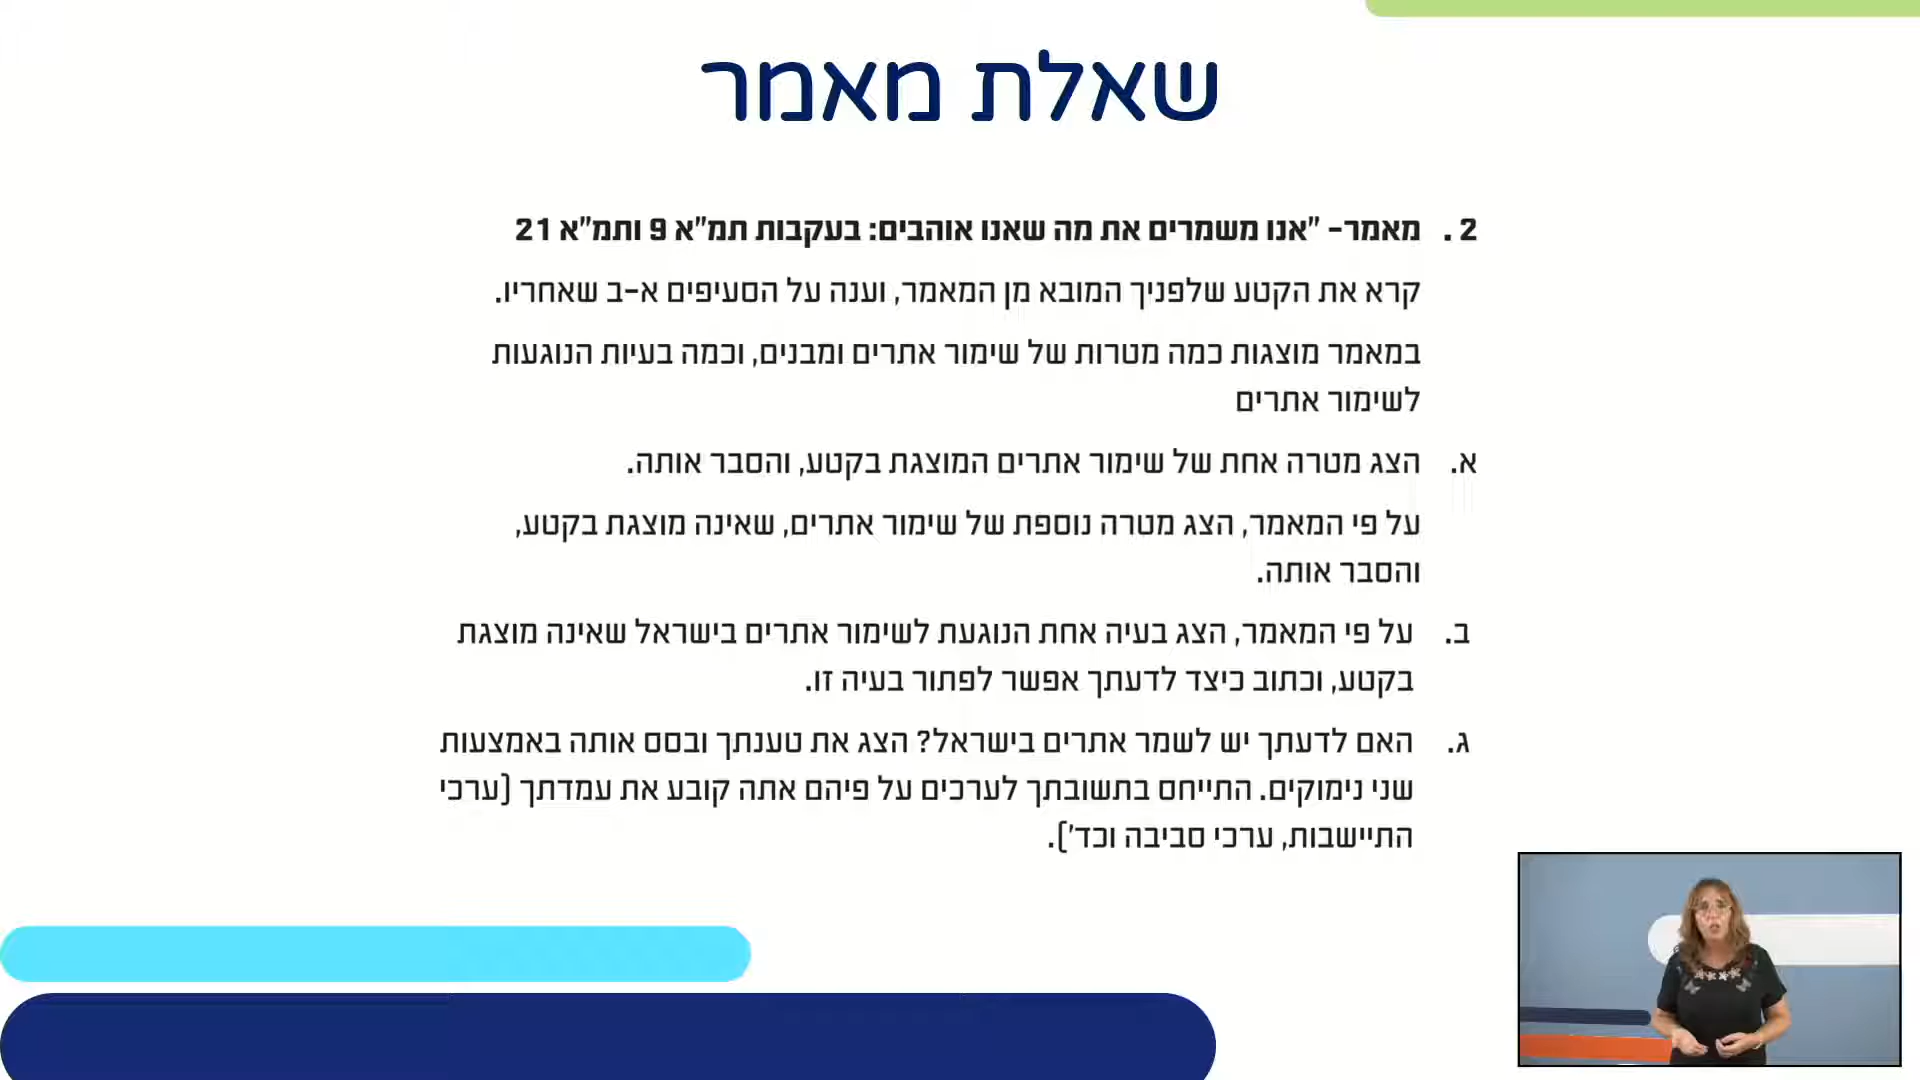 שאלת מאמר
2. מאמר- "אנו משמרים את מה שאנו אוהבים: בעקבות תמ"א 9 ותמ"א 21
קרא את הקטע שלפניך המובא מן המאמר, וענה על הסעיפים א-ב שאחריו.
במאמר מוצגות כמה מטרות של שימור אתרים ומבנים, וכמה בעיות הנוגעות
לשימור אתרים
א. הצג מטרה אחת של שימור אתרים המוצגת בקטע, והסבר אותה.
על פי המאמר, הצג מטרה נוספת של שימור אתרים, שאינה מוצגת בקטע,
והסבר אותה.
ב. על פי המאמר, הצג בעיה אחת הנוגעת לשימור אתרים בישראל שאינה מוצגת
בקטע, וכתוב כיצד לדעתך אפשר לפתור בעיה זו.
ג. האם לדעתך יש לשמר אתרים בישראל? הצג את טענתך ובסס אותה באמצעות
שני נימוקים. התייחס בתשובתך לערכים על פיהם אתה קובע את עמדתך (ערכי
התיישבות, ערכי סביבה וכד').